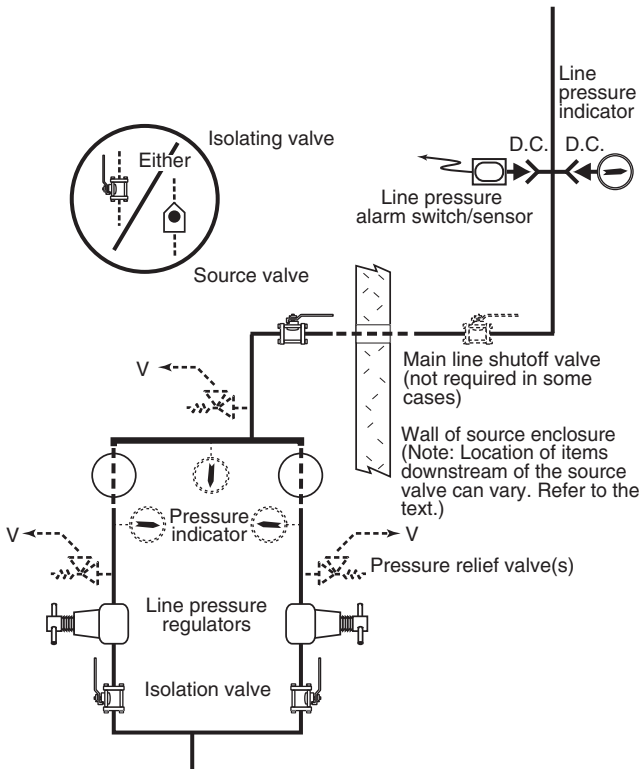 Line
pressure
indicator
D.C. D.C.
Line pressure
alarm switch/sensor
Isolating valve
Either
Source valve
Main line shutoff valve
(not required in some
cases)
V
Wall of source enclosure
(Note: Location of items
downstream of the source
valve can vary. Refer to the
text.)
Pressure
indicator
V
V
Pressure relief valve(s)
Line pressure
regulators
Isolation valve